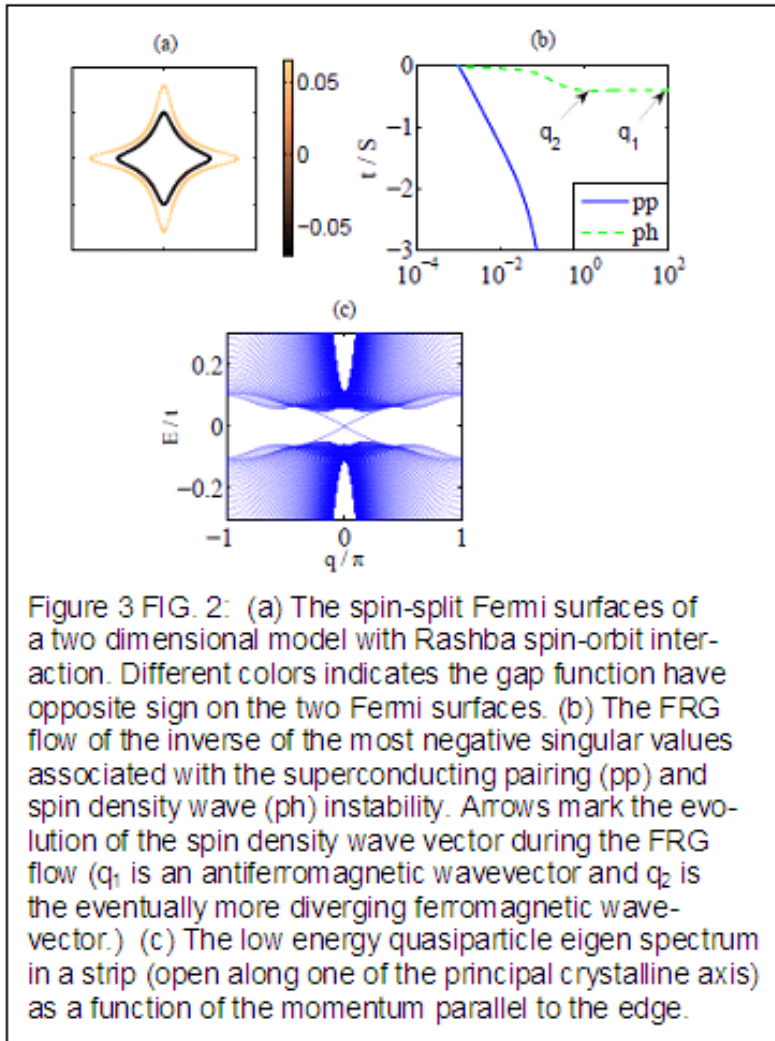 (a)
0.05
0
−0.05
(b)
0
−1
−2
−3
t / S
q₂
q₁
pp
ph
10⁻⁴
10⁻²
10⁰
10²
(c)
0.2
0
−0.2
E / t
−1
0
1
q / π
Figure 3 FIG. 2: (a) The spin-split Fermi surfaces of
a two dimensional model with Rashba spin-orbit inter-
action. Different colors indicates the gap function have
opposite sign on the two Fermi surfaces. (b) The FRG
flow of the inverse of the most negative singular values
associated with the superconducting pairing (pp) and
spin density wave (ph) instability. Arrows mark the evo-
lution of the spin density wave vector during the FRG
flow (q₁ is an antiferromagnetic wavevector and q₂ is
the eventually more diverging ferromagnetic wave-
vector.) (c) The low energy quasiparticle eigen spectrum
in a strip (open along one of the principal crystalline axis)
as a function of the momentum parallel to the edge.